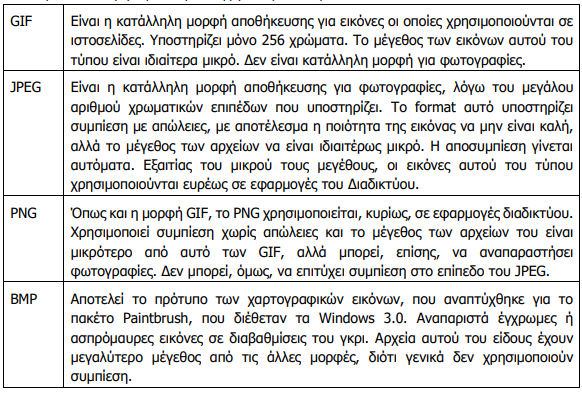 GIF
Είναι η κατάλληλη μορφή αποθήκευσης για εικόνες οι οποίες χρησιμοποιούνται σε
ιστοσελίδες. Υποστηρίζει μόνο 256 χρώματα. Το μέγεθος των εικόνων αυτού του
τύπου είναι ιδιαίτερα μικρό. Δεν είναι κατάλληλη μορφή για φωτογραφίες.
JPEG
Είναι η κατάλληλη μορφή αποθήκευσης για φωτογραφίες, λόγω του μεγάλου
αριθμού χρωματικών επιπέδων που υποστηρίζει. Το format αυτό υποστηρίζει
συμπίεση με απώλειες, με αποτέλεσμα η ποιότητα της εικόνας να μην είναι καλή,
αλλά το μέγεθος των αρχείων να είναι ιδιαιτέρως μικρό. Η αποσυμπίεση γίνεται
αυτόματα. Εξαιτίας του μικρού τους μεγέθους, οι εικόνες αυτού του τύπου
χρησιμοποιούνται ευρέως σε εφαρμογές του Διαδικτύου.
PNG
Όπως και η μορφή GIF, το PNG χρησιμοποιείται, κυρίως, σε εφαρμογές διαδικτύου.
Χρησιμοποιεί συμπίεση χωρίς απώλειες και το μέγεθος των αρχείων του είναι
μικρότερο από αυτό των GIF, αλλά μπορεί, επίσης, να αναπαραστήσει
φωτογραφίες. Δεν μπορεί, όμως, να επιτύχει συμπίεση στο επίπεδο του JPEG.
BMP
Αποτελεί το πρότυπο των χαρτογραφικών εικόνων, που αναπτύχθηκε για το
πακέτο Paintbrush, που διέθεταν τα Windows 3.0. Αναπαριστά έγχρωμες ή
ασπρόμαυρες εικόνες σε διαβαθμίσεις του γκρι. Αρχεία αυτού του είδους έχουν
μεγαλύτερο μέγεθος από τις άλλες μορφές, διότι γενικά δεν χρησιμοποιούν
συμπίεση.